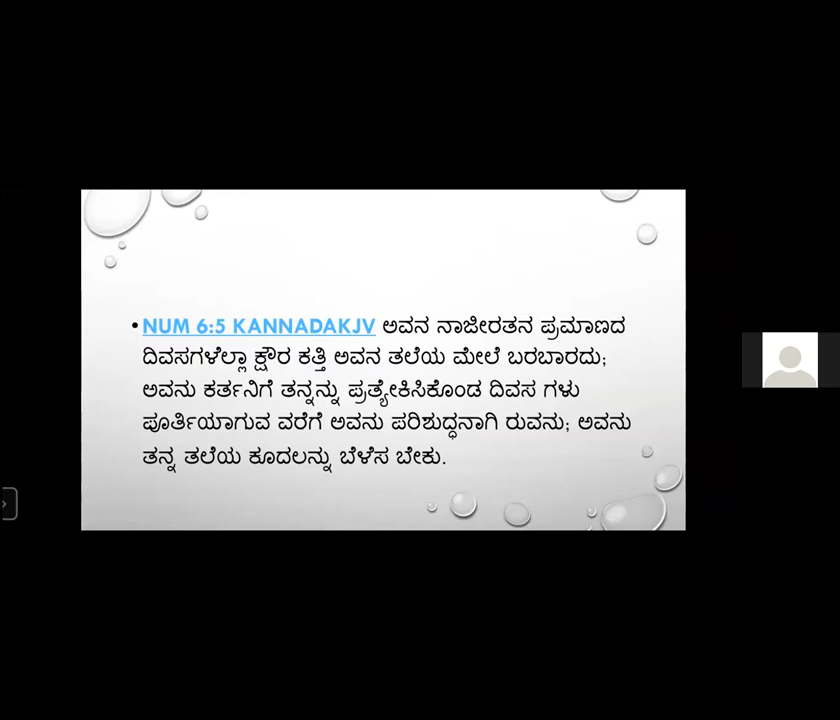 • NUM 6:5 KANNADAKJV ಅವನ ನಾಜೀರತನ ಪ್ರಮಾಣದ
ದಿವಸಗಳೆಲ್ಲಾ ಕ್ಷೌರ ಕತ್ತಿ ಅವನ ತಲೆಯ ಮೇಲೆ ಬರಬಾರದು;
ಅವನು ಕರ್ತನಿಗೆ ತನ್ನನ್ನು ಪ್ರತ್ಯೇಕಿಸಿಕೊಂಡ ದಿವಸ ಗಳು
ಪೂರ್ತಿಯಾಗುವ ವರೆಗೆ ಅವನು ಪರಿಶುದ್ಧನಾಗಿ ರುವನು; ಅವನು
ತನ್ನ ತಲೆಯ ಕೂದಲನ್ನು ಬೆಳೆಸ ಬೇಕು.